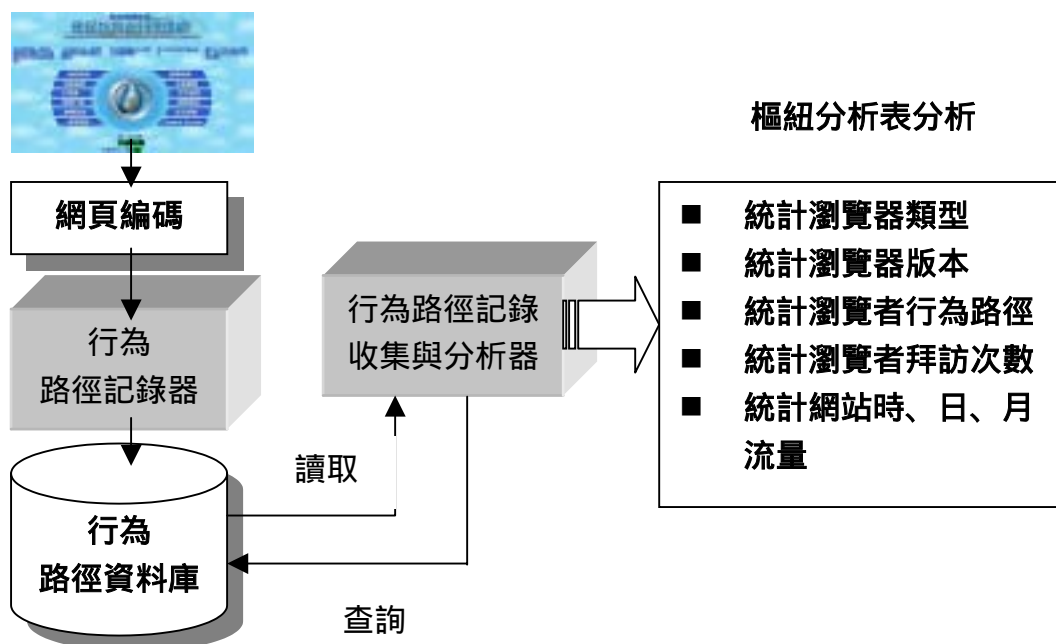 網頁編碼
行為
路徑記錄器
行為
路徑資料庫
讀取
查詢
行為路徑記錄
收集與分析器
樞紐分析表分析
■ 統計瀏覽器類型
■ 統計瀏覽器版本
■ 統計瀏覽者行為路徑
■ 統計瀏覽者拜訪次數
■ 統計網站時、日、月
流量